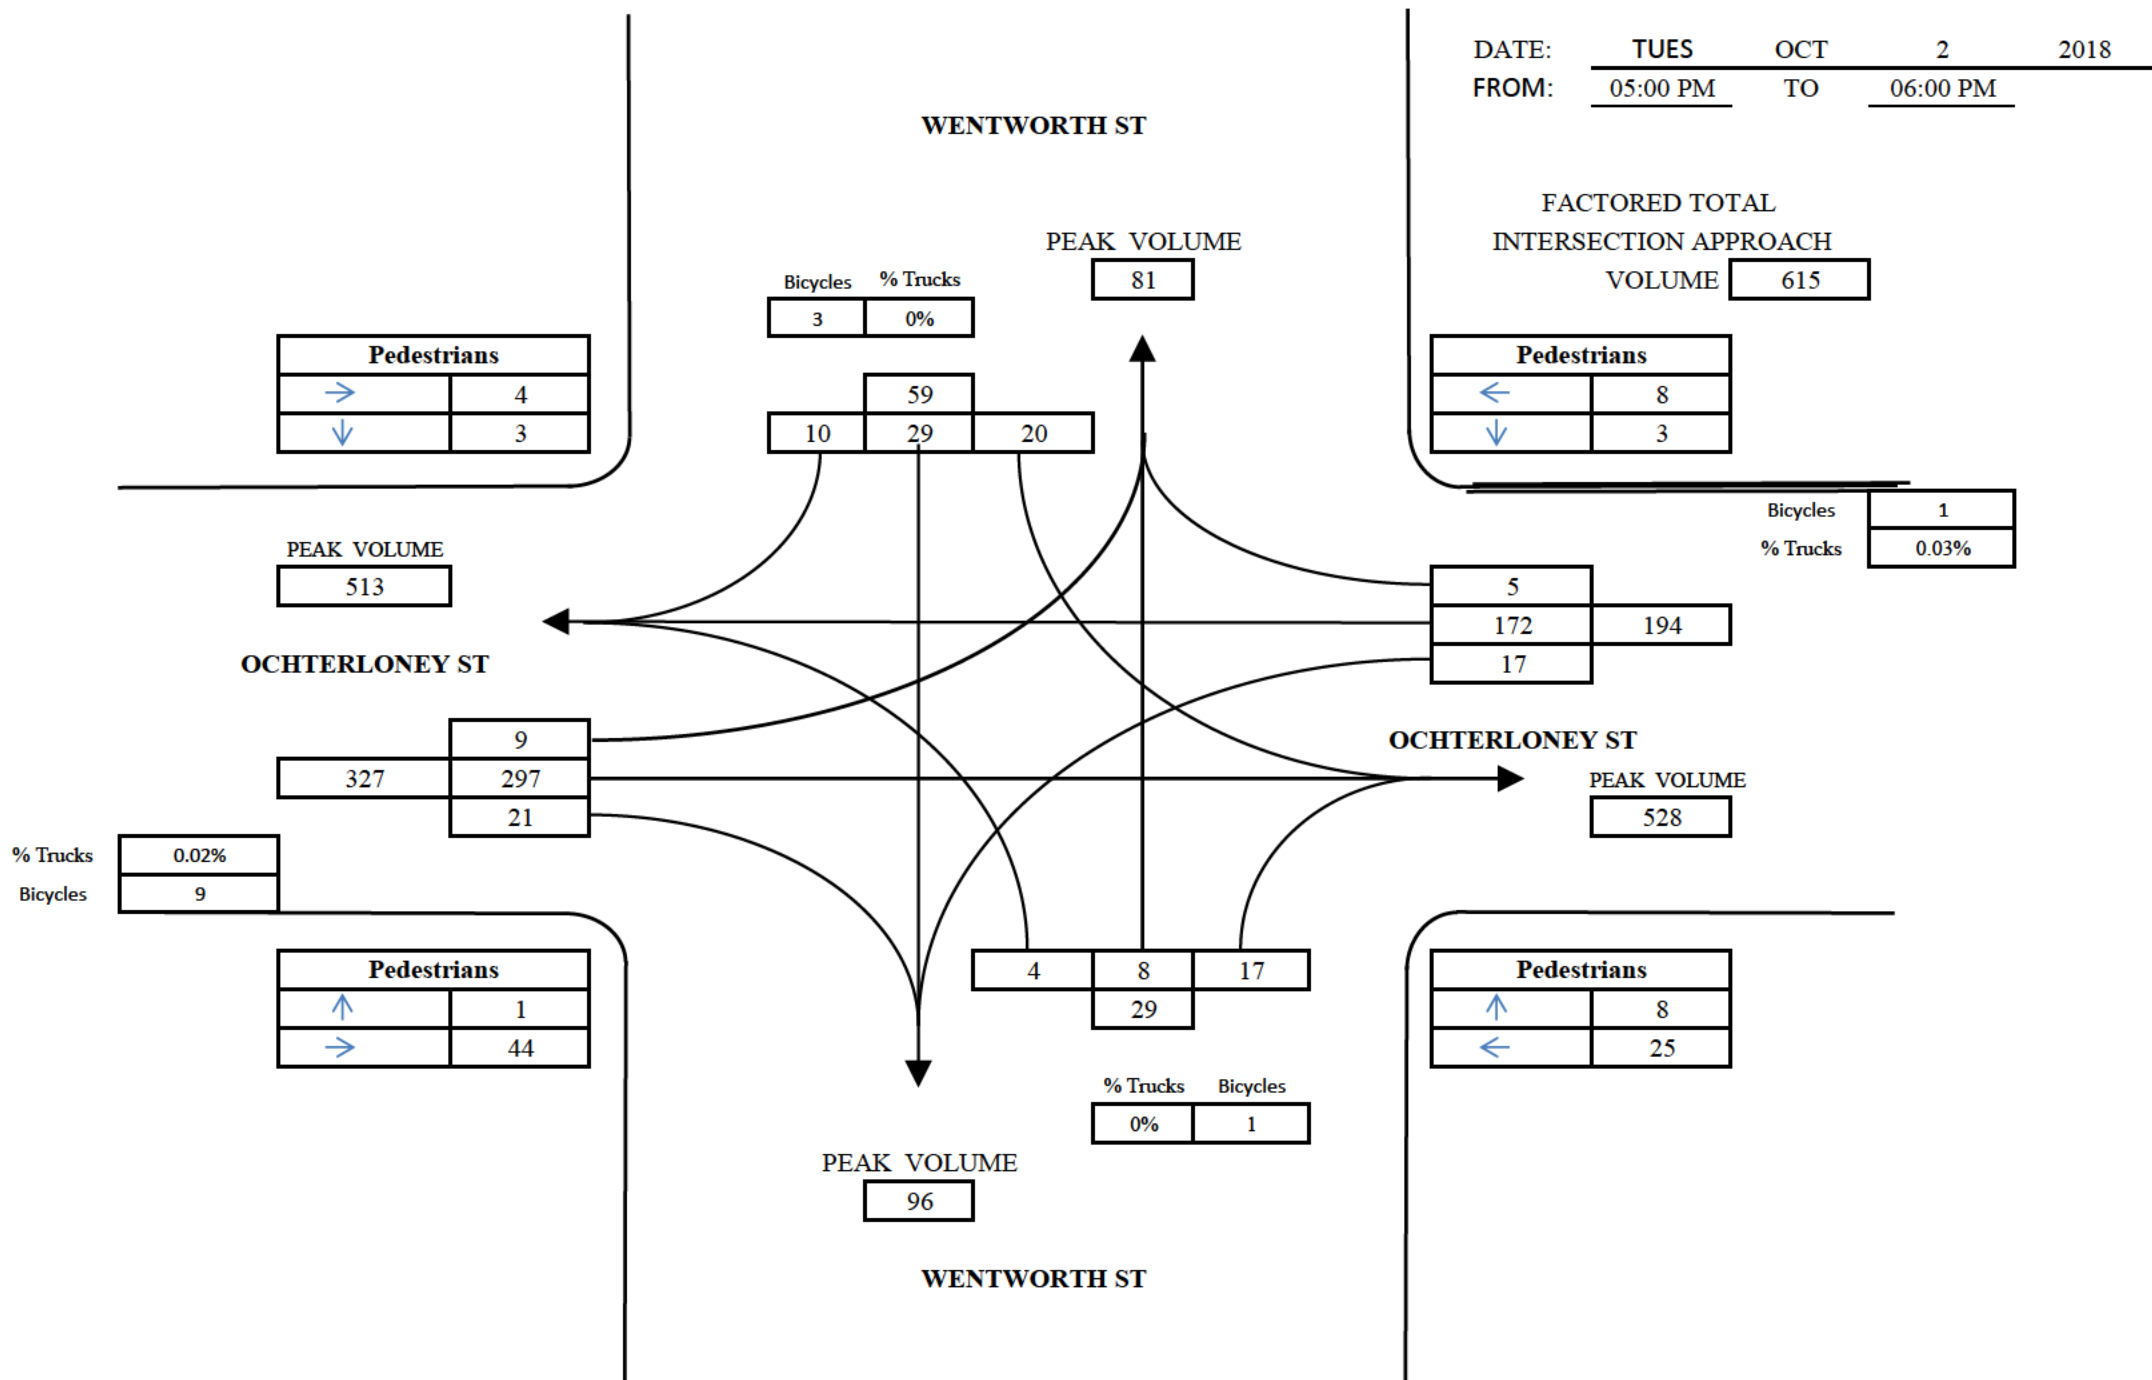 DATE: TUES OCT 2 2018
FROM: 05:00 PM TO 06:00 PM
WENTWORTH ST
FACTORED TOTAL
INTERSECTION APPROACH
VOLUME 615
PEAK VOLUME
81
Bicycles % Trucks
3 0%
Pedestrians
→ 4
↓ 3
59
10 29 20
Pedestrians
← 8
↓ 3
Bicycles 1
% Trucks 0.03%
PEAK VOLUME
513
5
172 194
17
OCHTERLONEY ST
9
327 297
21
OCHTERLONEY ST
PEAK VOLUME
528
% Trucks 0.02%
Bicycles 9
Pedestrians
↑ 1
→ 44
4 8 17
29
Pedestrians
↑ 8
← 25
% Trucks Bicycles
0% 1
PEAK VOLUME
96
WENTWORTH ST